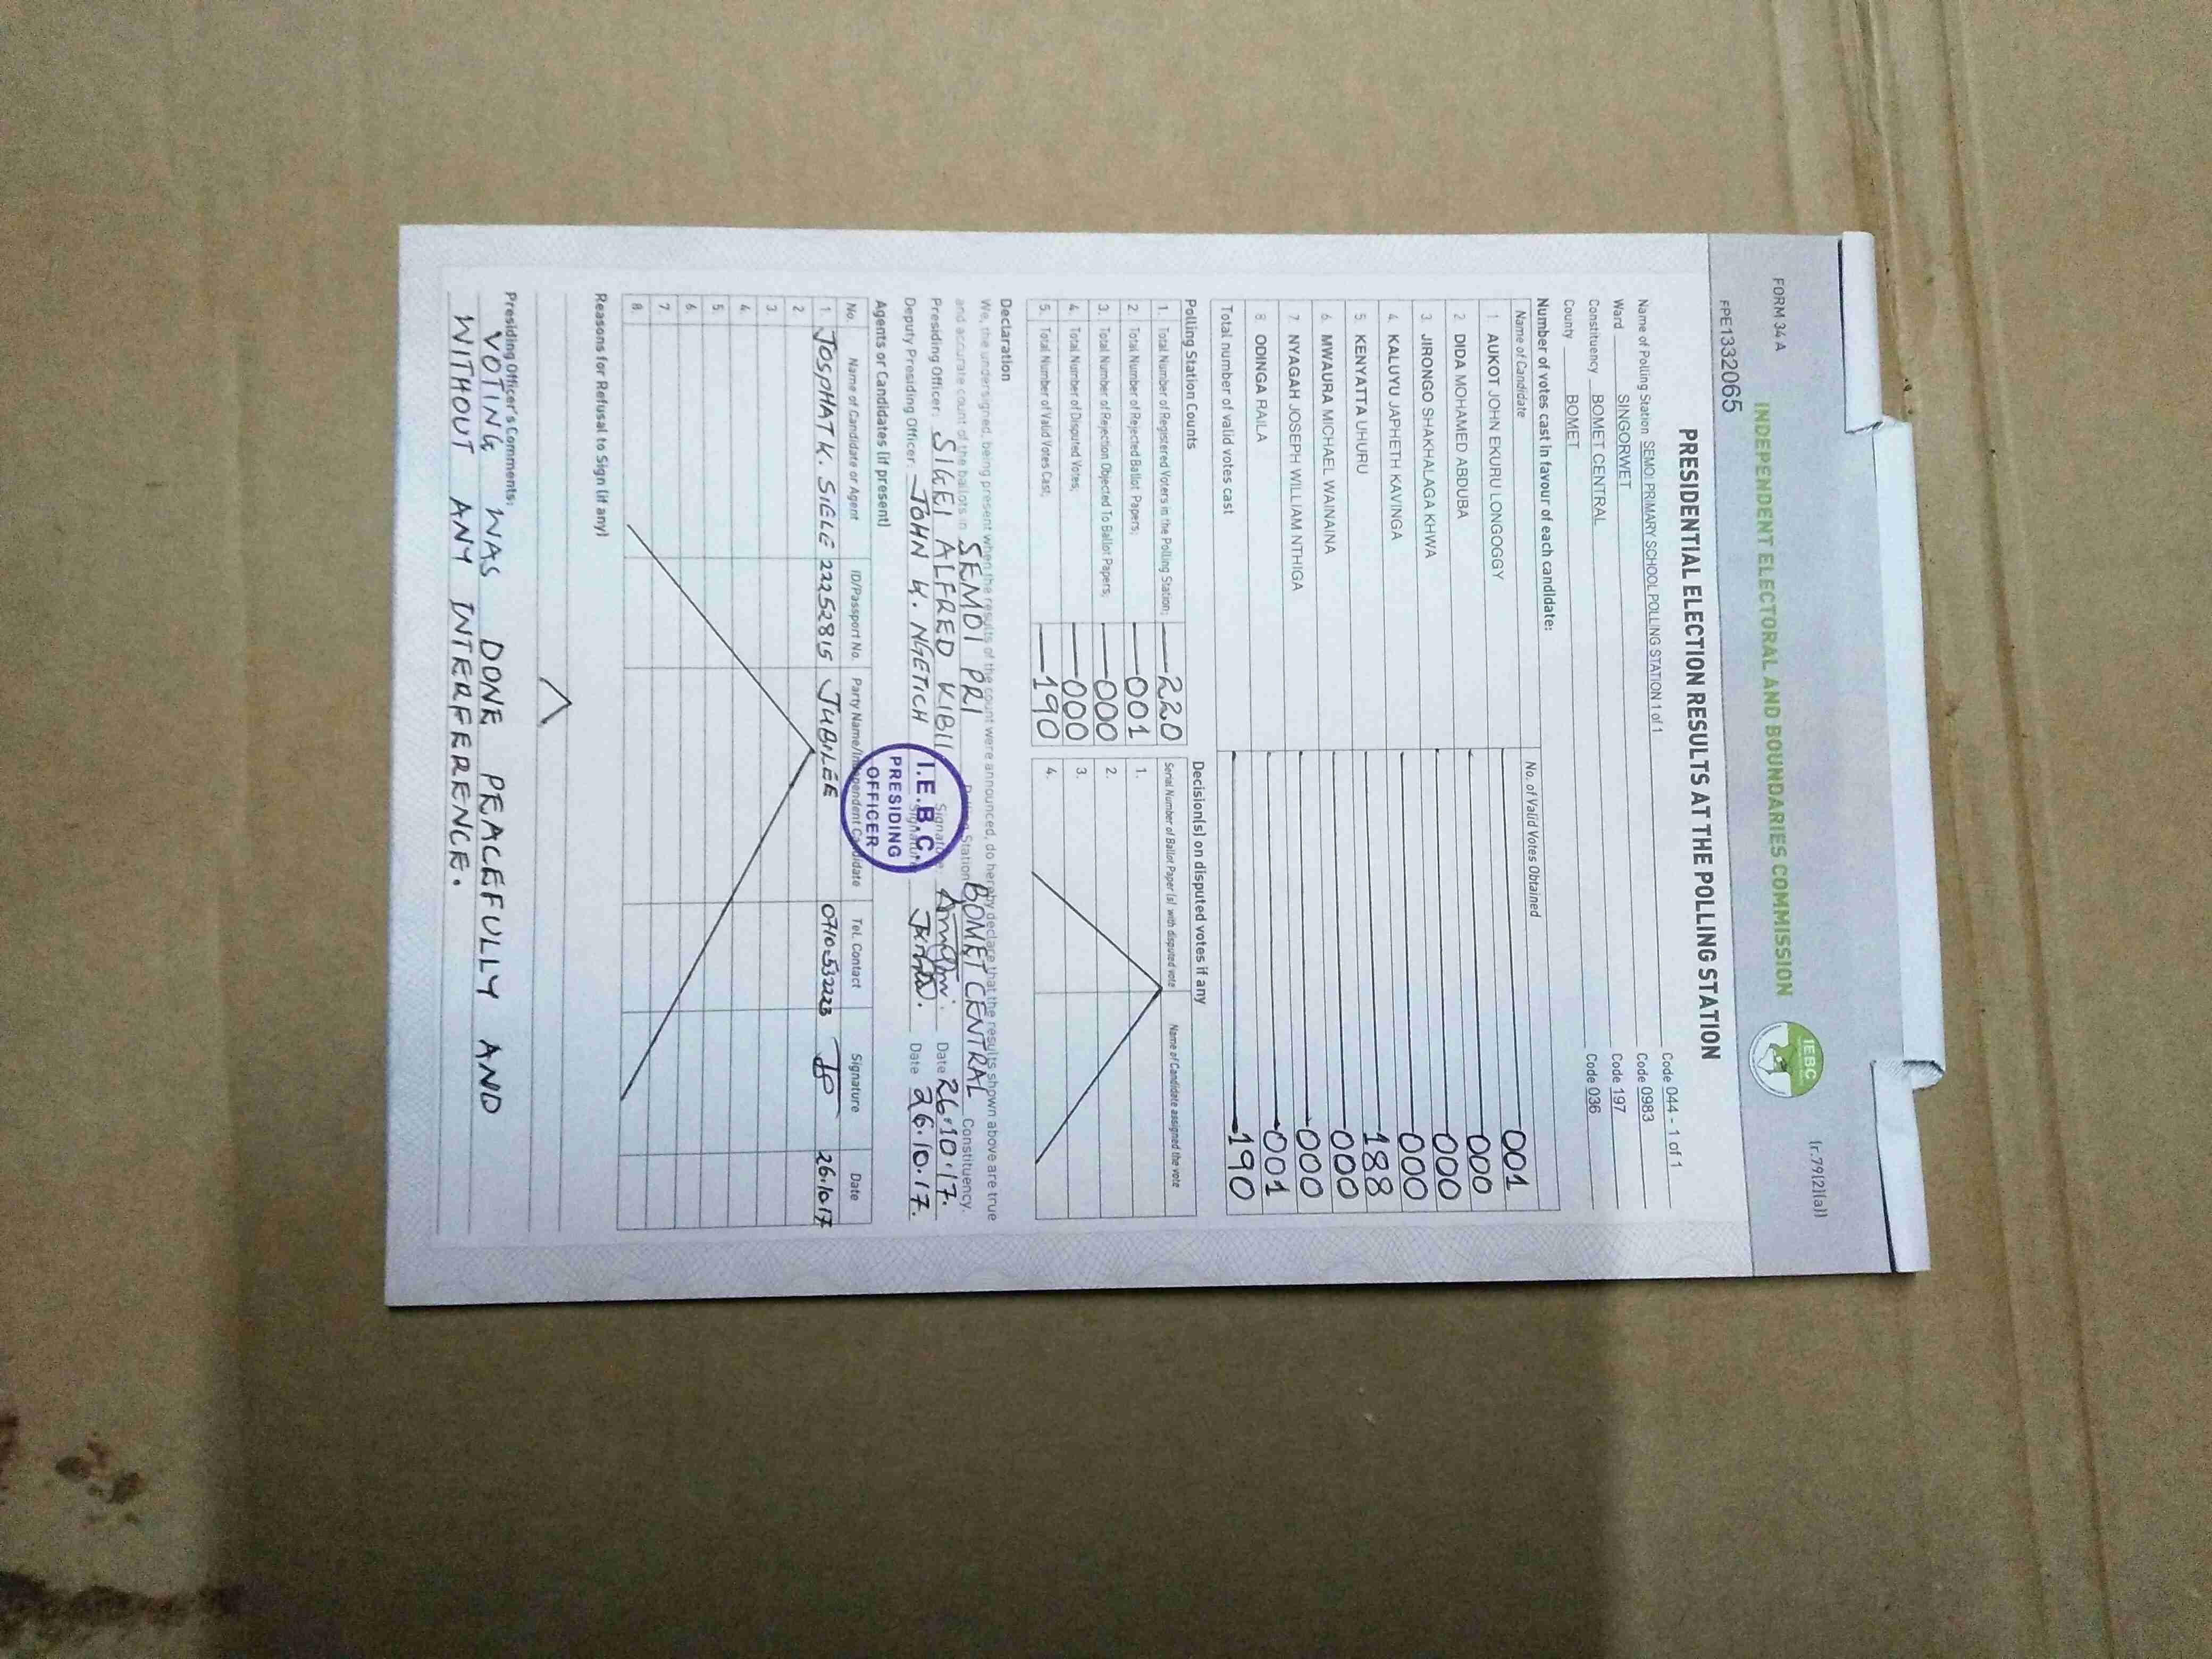 FORM 34 A
(r.79(2)(a))
INDEPENDENT ELECTORAL AND BOUNDARIES COMMISSION
IEBC
FPE1332065
PRESIDENTIAL ELECTION RESULTS AT THE POLLING STATION
Code 044 - 1 of 1
Name of Polling Station SEMOI PRIMARY SCHOOL POLLING STATION 1 of 1 Code 0983
Ward SINGORWET Code 197
Constituency BOMET CENTRAL Code 036
County BOMET
Number of votes cast in favour of each candidate:
Name of Candidate No. of Valid Votes Obtained
1 AUKOT JOHN EKURU LONGOGGY 001
2 DIDA MOHAMED ABDUBA 000
3. JIRONGO SHAKHALAGA KHWA 000
4. KALUYU JAPHETH KAVINGA 000
5. KENYATTA UHURU 188
6. MWAURA MICHAEL WAINAINA 000
7 NYAGAH JOSEPH WILLIAM NTHIGA 000
8. ODINGA RAILA 001
Total number of valid votes cast 190
Polling Station Counts
1. Total Number of Registered Voters in the Polling Station; 220
2. Total Number of Rejected Ballot Papers; 001
3. Total Number of Rejection Objected To Ballot Papers; 000
4. Total Number of Disputed Votes; 000
5. Total Number of Valid Votes Cast; 190
Decision(s) on disputed votes if any
Serial Number of Ballot Paper(s) with disputed vote Name of Candidate assigned the vote
1.
2.
3.
4.
Declaration
We, the undersigned, being present when the results of the count were announced, do hereby declare that the results shown above are true
and accurate count of the ballots in SEMOI PRI Polling Station BOMET CENTRAL Constituency.
Presiding Officer: SIGEI ALFRED KIBII Signature Date 26.10.17.
Deputy Presiding Officer: JOHN K. NGETICH Signature Date 26.10.17.
I.E.B.C
PRESIDING
OFFICER
Agents or Candidates (if present)
No. Name of Candidate or Agent ID/Passport No. Party Name/Independent Candidate Tel. Contact Signature Date
1 JOSPHAT K. SIELE 22252815 JUBILEE 0710532223 26.10.17
2
3
4
5
6
7
8
Reasons for Refusal to Sign (if any)
Presiding Officer's Comments:
VOTING WAS DONE PEACEFULLY AND
WITHOUT ANY INTERFERRENCE.